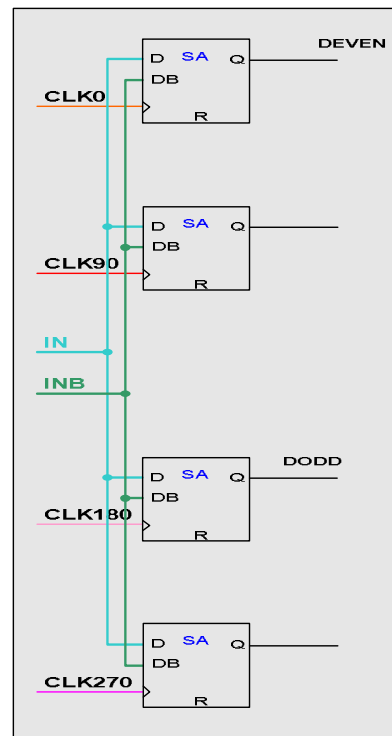 DEVEN
D SA Q
DB
CLK0
R
D SA Q
DB
CLK90
R
IN
INB
DODD
D SA Q
DB
CLK180
R
D SA Q
DB
CLK270
R